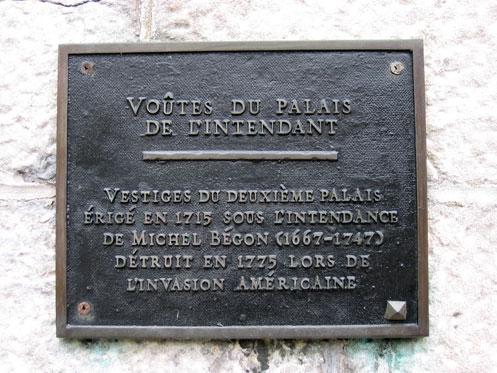 VOÛTES DU PALAIS
DE L'INTENDANT
VESTIGES DU DEUXIÈME PALAIS
ÉRIGÉ EN 1715 SOUS L'INTENDANCE
DE MICHEL BÉGON (1667-1747)
DÉTRUIT EN 1775 LORS DE
L'INVASION AMÉRICAINE